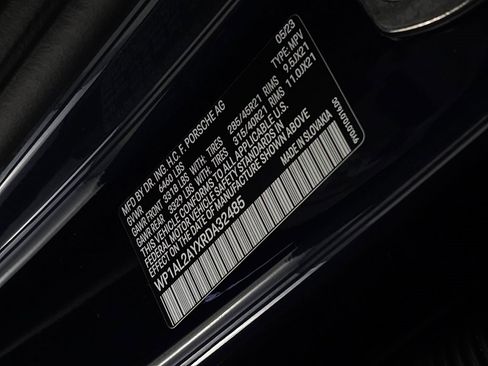 MFD. BY DR. ING. H.C. F. PORSCHE AG 05/23
GVWR 6463 LBS TYPE: MPV
GAWR FRONT 3318 LBS WITH: TIRES 285/45R21 RIMS 9.5JX21
GAWR REAR 3329 LBS WITH: TIRES 315/40R21 RIMS 11.0JX21
THIS VEHICLE CONFORMS TO ALL APPLICABLE U.S.
FEDERAL MOTOR VEHICLE SAFETY STANDARDS IN
EFFECT ON THE DATE OF MANUFACTURE SHOWN ABOVE
WP1AL2AYXRDA32485 MADE IN SLOVAKIA